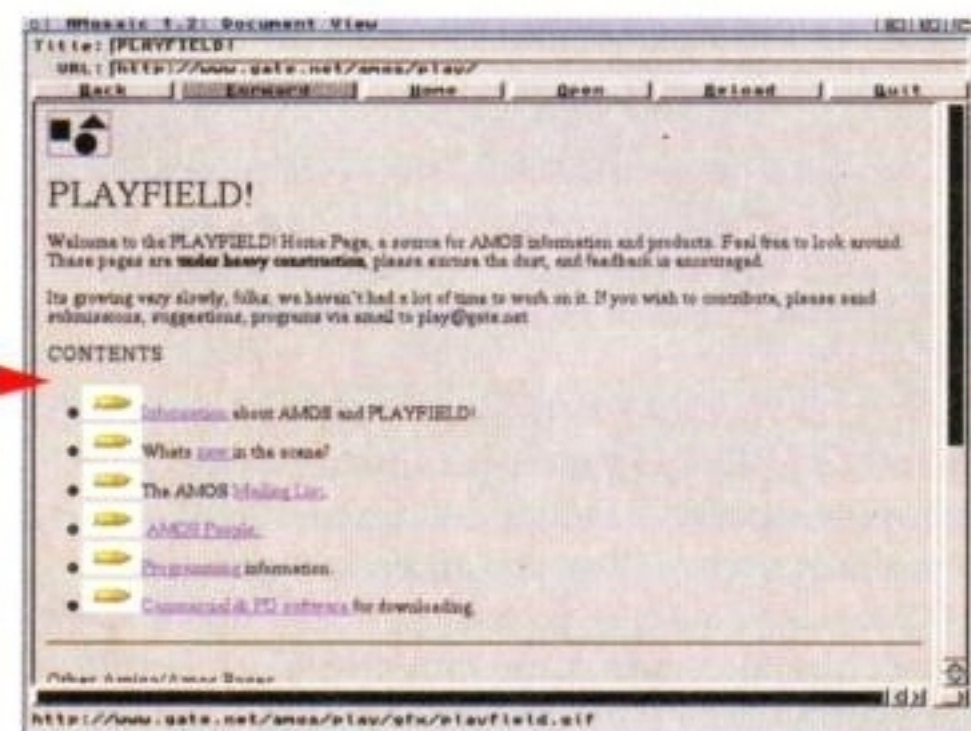 AMosaic 1.2: Document View
Title: PLAYFIELD!
URL: http://www.gate.net/amos/play/
Back Forward Home Open Reload Quit
PLAYFIELD!
Welcome to the PLAYFIELD! Home Page, a source for AMOS information and products. Feel free to look around.
These pages are under heavy construction, please excuse the dust, and feedback is encouraged.
Its growing very slowly, folks, we haven't had a lot of time to work on it. If you wish to contribute, please send
submissions, suggestions, programs via email to play@gate.net
CONTENTS
Information about AMOS and PLAYFIELD!
Whats new in the scene?
The AMOS Mailing List.
AMOS People.
Programming information.
Commercial & PD software for downloading.
Other Amiga/Amos Pages
http://www.gate.net/amos/play/gfx/playfield.gif